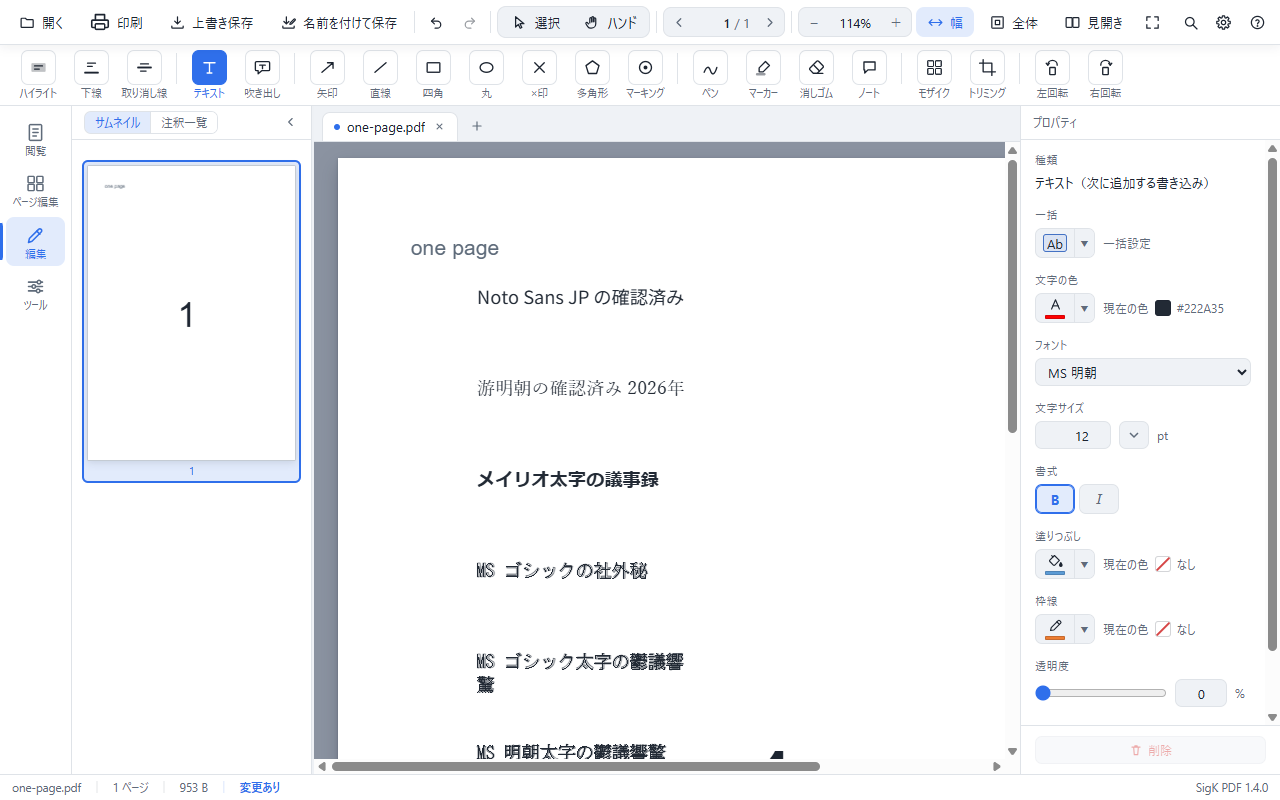 開く
印刷
上書き保存
名前を付けて保存
選択
ハンド
1 / 1
114%
幅
全体
見開き
ハイライト
下線
取り消し線
テキスト
吹き出し
矢印
直線
四角
丸
×印
多角形
マーキング
ペン
マーカー
消しゴム
ノート
モザイク
トリミング
左回転
右回転
閲覧
ページ編集
編集
ツール
サムネイル
注釈一覧
one page
1
1
one-page.pdf
one page
Noto Sans JP の確認済み
游明朝の確認済み 2026年
メイリオ太字の議事録
MS ゴシックの社外秘
MS ゴシック太字の鬱議響
驚
MS 明朝太字の鬱議響驚
プロパティ
種類
テキスト（次に追加する書き込み）
一括
Ab
一括設定
文字の色
A
現在の色
#222A35
フォント
MS 明朝
文字サイズ
12
pt
書式
B
I
塗りつぶし
現在の色
なし
枠線
現在の色
なし
透明度
0
%
削除
one-page.pdf
1 ページ
953 B
変更あり
SigK PDF 1.4.0